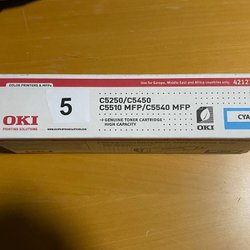 COLOR PRINTERS & MFPs
Use for Europe, Middle East and Africa countries only
4212
OKI
PRINTING SOLUTIONS
5
C5250/C5450
C5510 MFP/C5540 MFP
GENUINE TONER CARTRIDGE
HIGH CAPACITY
OKI
CYA